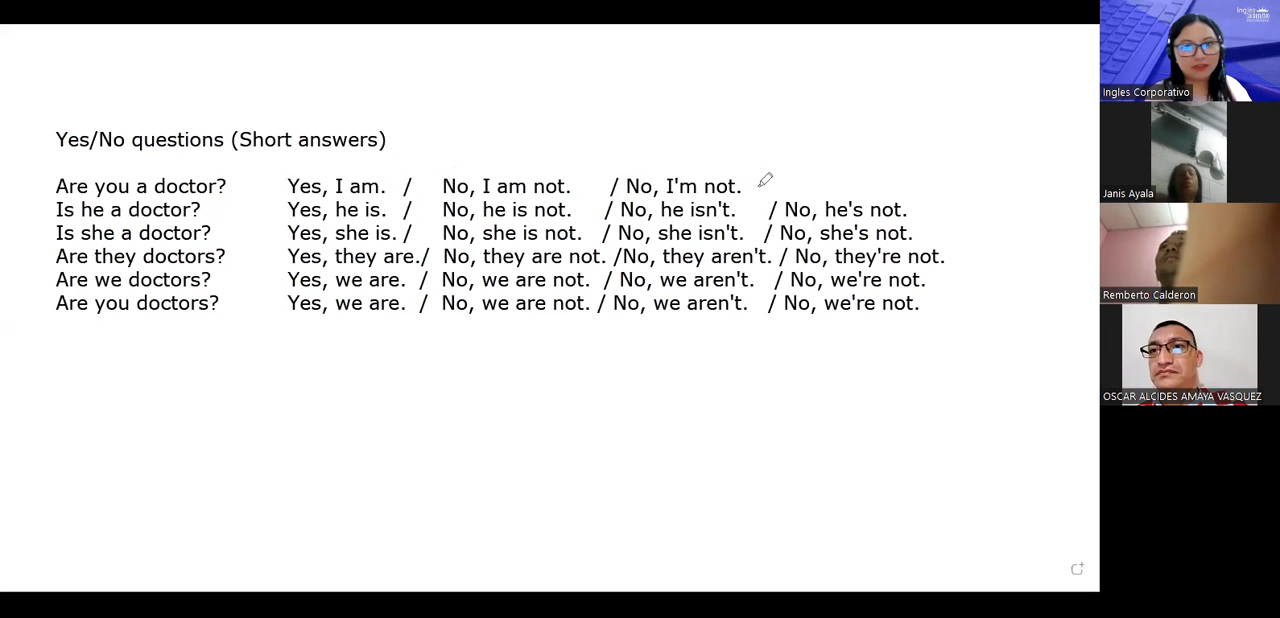 Yes/No questions (Short answers)
Are you a doctor? Yes, I am. / No, I am not. / No, I'm not.
Is he a doctor? Yes, he is. / No, he is not. / No, he isn't. / No, he's not.
Is she a doctor? Yes, she is. / No, she is not. / No, she isn't. / No, she's not.
Are they doctors? Yes, they are./ No, they are not. /No, they aren't. / No, they're not.
Are we doctors? Yes, we are. / No, we are not. / No, we aren't. / No, we're not.
Are you doctors? Yes, we are. / No, we are not. / No, we aren't. / No, we're not.
Ingles
Ingles Corporativo
Janis Ayala
Remberto Calderon
OSCAR ALCIDES AMAYA VASQUEZ